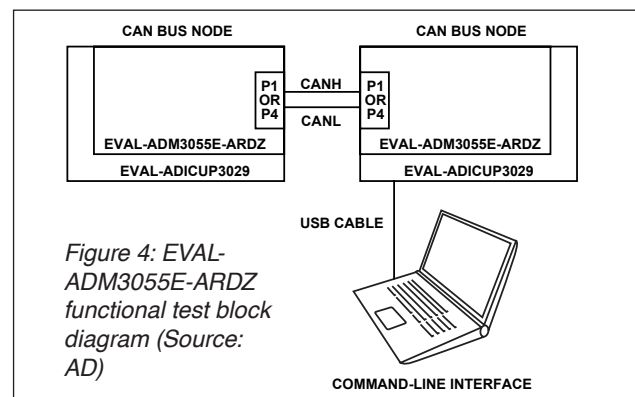 CAN BUS NODE
CAN BUS NODE
P1
OR
P4
CANH
CANL
P1
OR
P4
EVAL-ADM3055E-ARDZ
EVAL-ADM3055E-ARDZ
EVAL-ADICUP3029
EVAL-ADICUP3029
USB CABLE
Figure 4: EVAL-
ADM3055E-ARDZ
functional test block
diagram (Source:
AD)
COMMAND-LINE INTERFACE